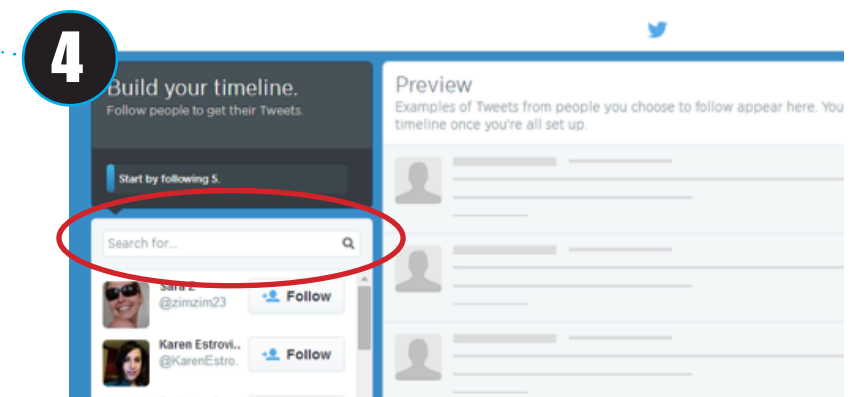 4
Build your timeline.
Follow people to get their Tweets.
Start by following 5.
Search for...
Sara Z
@zimzim23
Follow
Karen Estrovi..
@KarenEstro.
Follow
Preview
Examples of Tweets from people you choose to follow appear here. You
timeline once you're all set up.